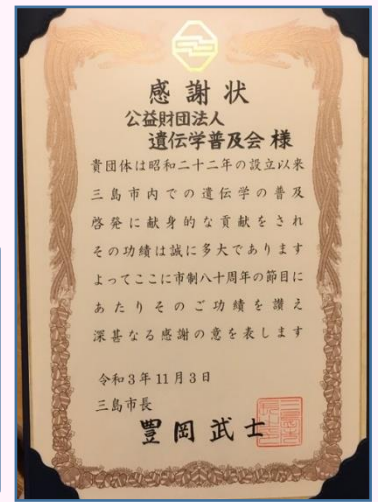 感謝状
公益財団法人
遺伝学普及会 様
貴団体は昭和二十二年の設立以来
三島市内での遺伝学の普及
啓発に献身的な貢献をされ
その功績は誠に多大であります
よってここに市制八十周年の節目に
あたりそのご功績を讃え
深甚なる感謝の意を表します
令和3年11月3日
三島市長
豊岡武士